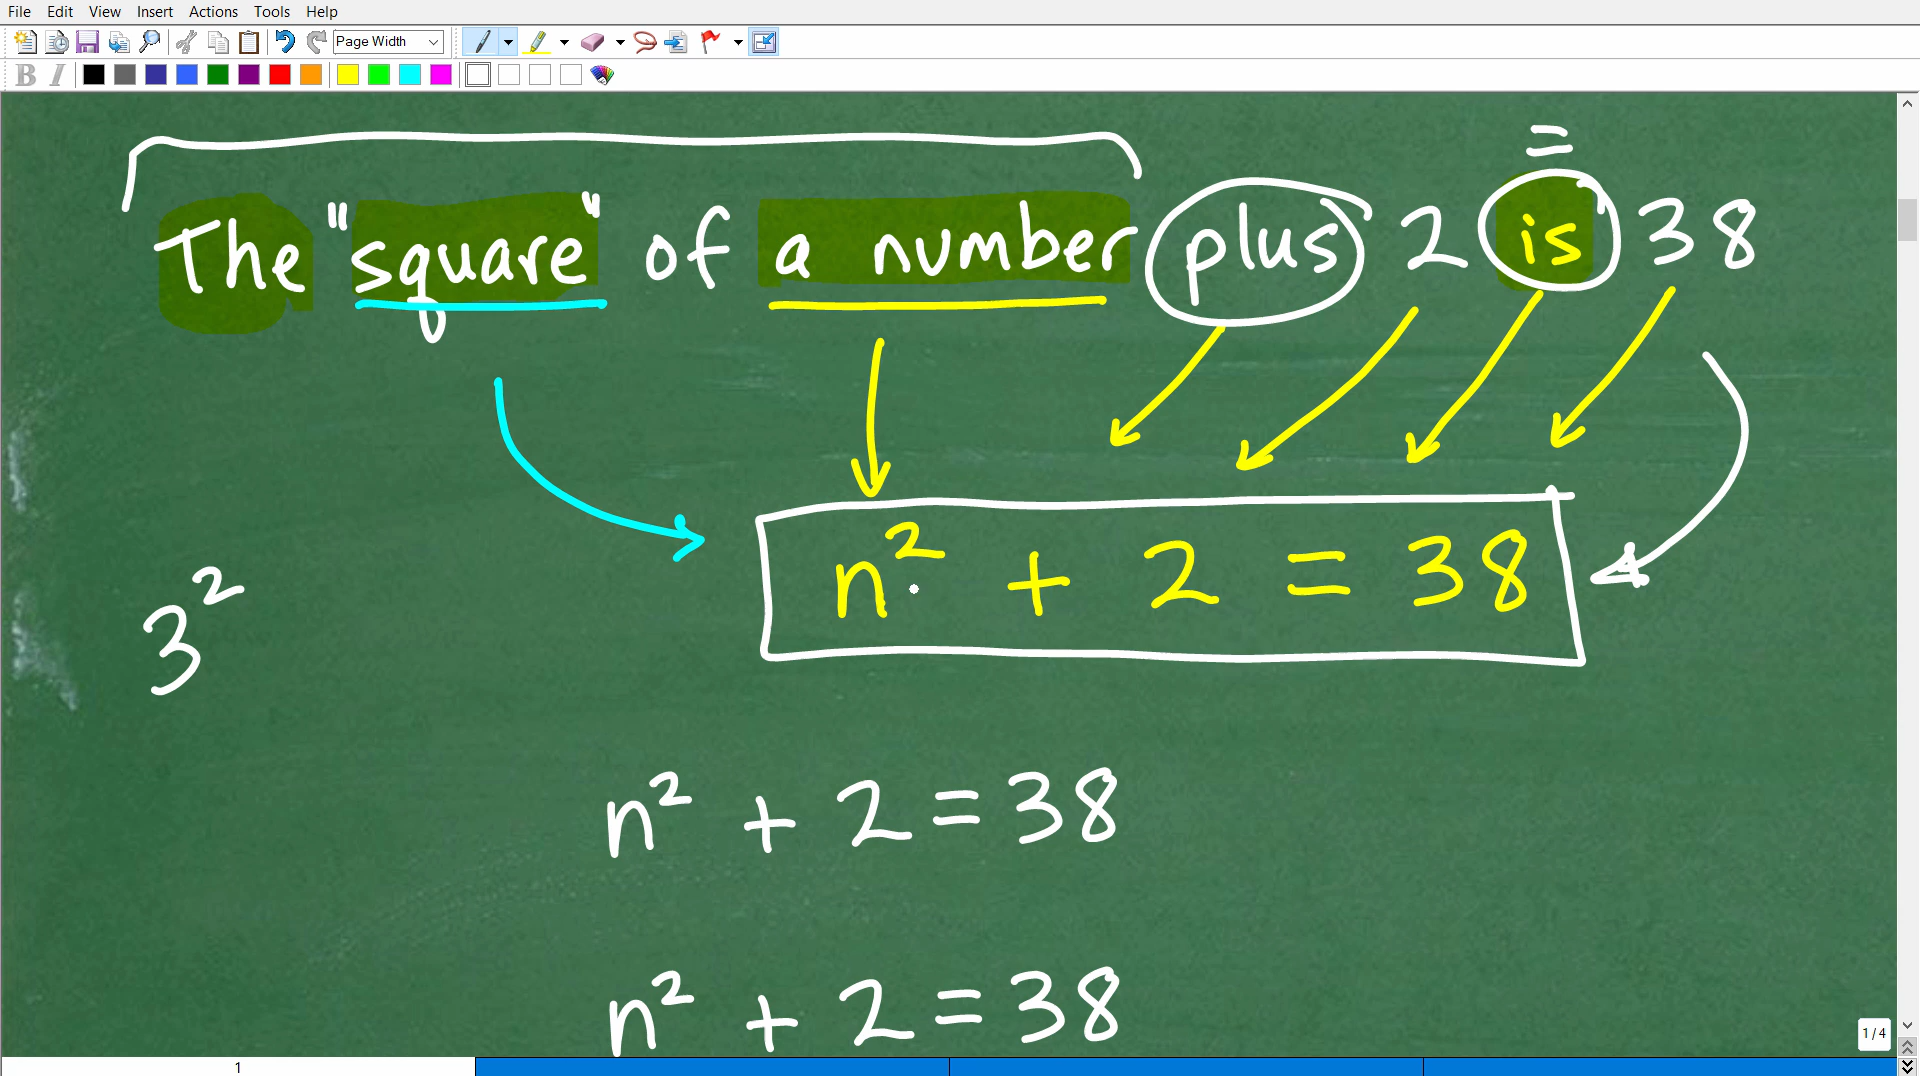 File Edit View Insert Actions Tools Help
Page Width
B I
=
The "square" of a number plus 2 is 38
n² + 2 = 38
3²
n² + 2 = 38
n² + 2 = 38
1 / 4
1